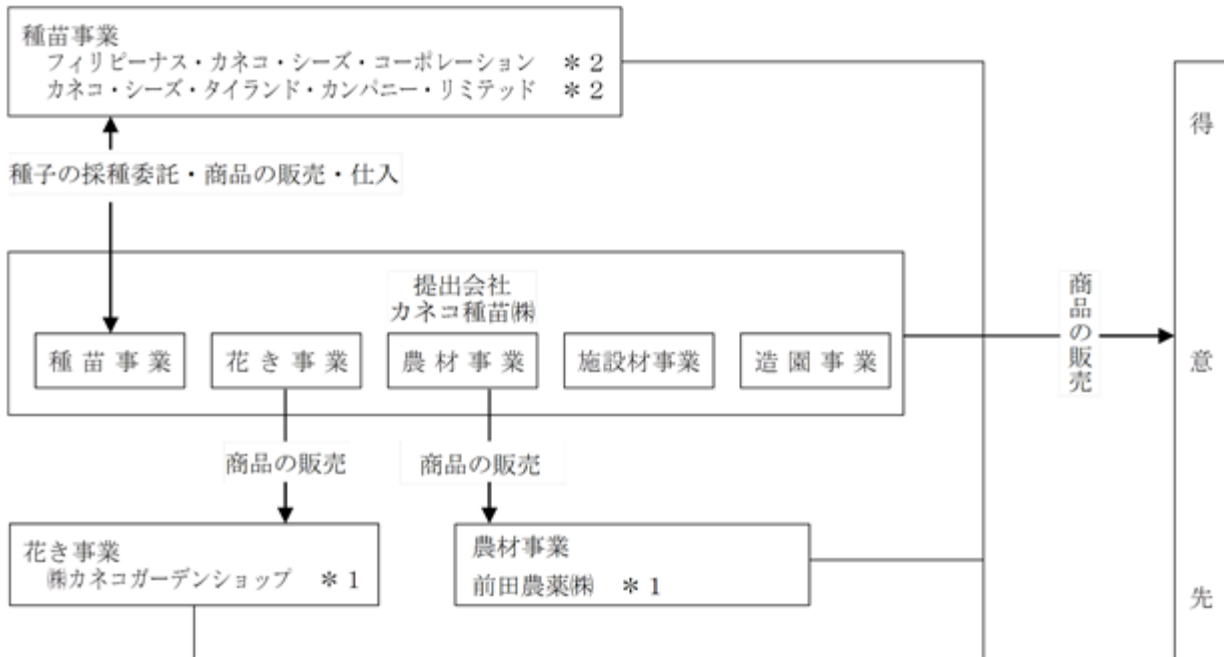 種苗事業
フィリピーナス・カネコ・シーズ・コーポレーション ＊２
カネコ・シーズ・タイランド・カンパニー・リミテッド ＊２
種子の採種委託・商品の販売・仕入
提出会社
カネコ種苗㈱
種苗事業
花き事業
農材事業
施設材事業
造園事業
商品の販売
得意先
商品の販売
商品の販売
花き事業
㈱カネコガーデンショップ ＊１
農材事業
前田農薬㈱ ＊１